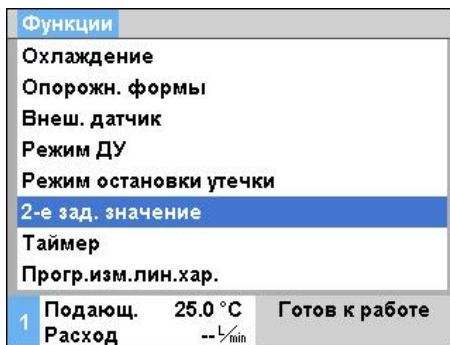 Функции
Охлаждение
Опорожн. формы
Внеш. датчик
Режим ДУ
Режим остановки утечки
2-е зад. значение
Таймер
Прогр.изм.лин.хар.
1 Подающ. 25.0 °C Готов к работе
Расход -- L/min